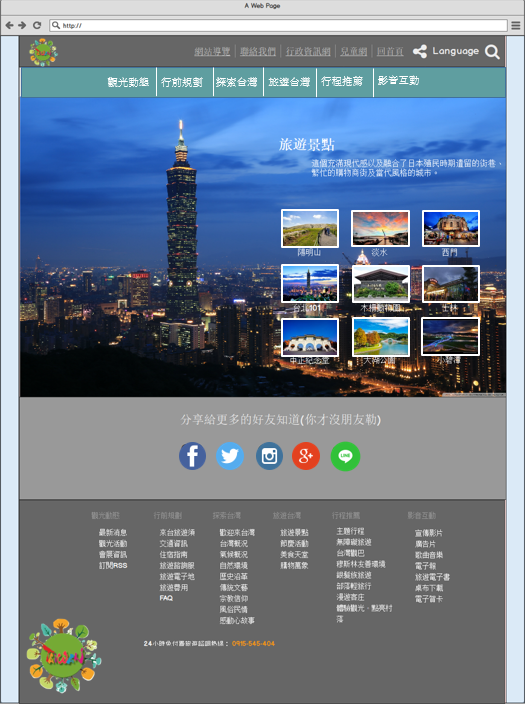 A Web Page
http://
網站導覽 聯絡我們 行政資訊網 兒童網 回首頁 Language
觀光動態 行前規劃 探索台灣 旅遊台灣 行程推薦 影音互動
旅遊景點
這個充滿現代感以及融合了日本殖民時期遺留的街巷、
繁忙的購物商街及當代風格的城市。
陽明山 淡水 西門
台北101 木柵動物園 士林
中正紀念堂 大湖公園 小碧潭
分享給更多的好友知道(你才沒朋友勒)
觀光動態 行前規劃 探索台灣 旅遊台灣 行程推薦 影音互動
最新消息 來台旅遊須 歡迎來台灣 旅遊景點 主題行程 宣傳影片
觀光活動 交通資訊 台灣概況 節慶活動 無障礙旅遊 廣告片
會展資訊 住宿指南 氣候概況 美食天堂 台灣觀巴 歌曲音樂
訂閱RSS 旅遊諮詢服 自然環境 購物萬象 穆斯林友善環境 電子報
旅遊電子地 歷史沿革 銀髮族旅遊 旅遊電子書
旅遊費用 傳統文藝 部落輕旅行 桌布下載
FAQ 宗教信仰 漫遊客庄 電子賀卡
風俗民情 體驗觀光、點亮村
感動心故事 落
24小時免付費旅遊諮詢熱線： 0915-545-404